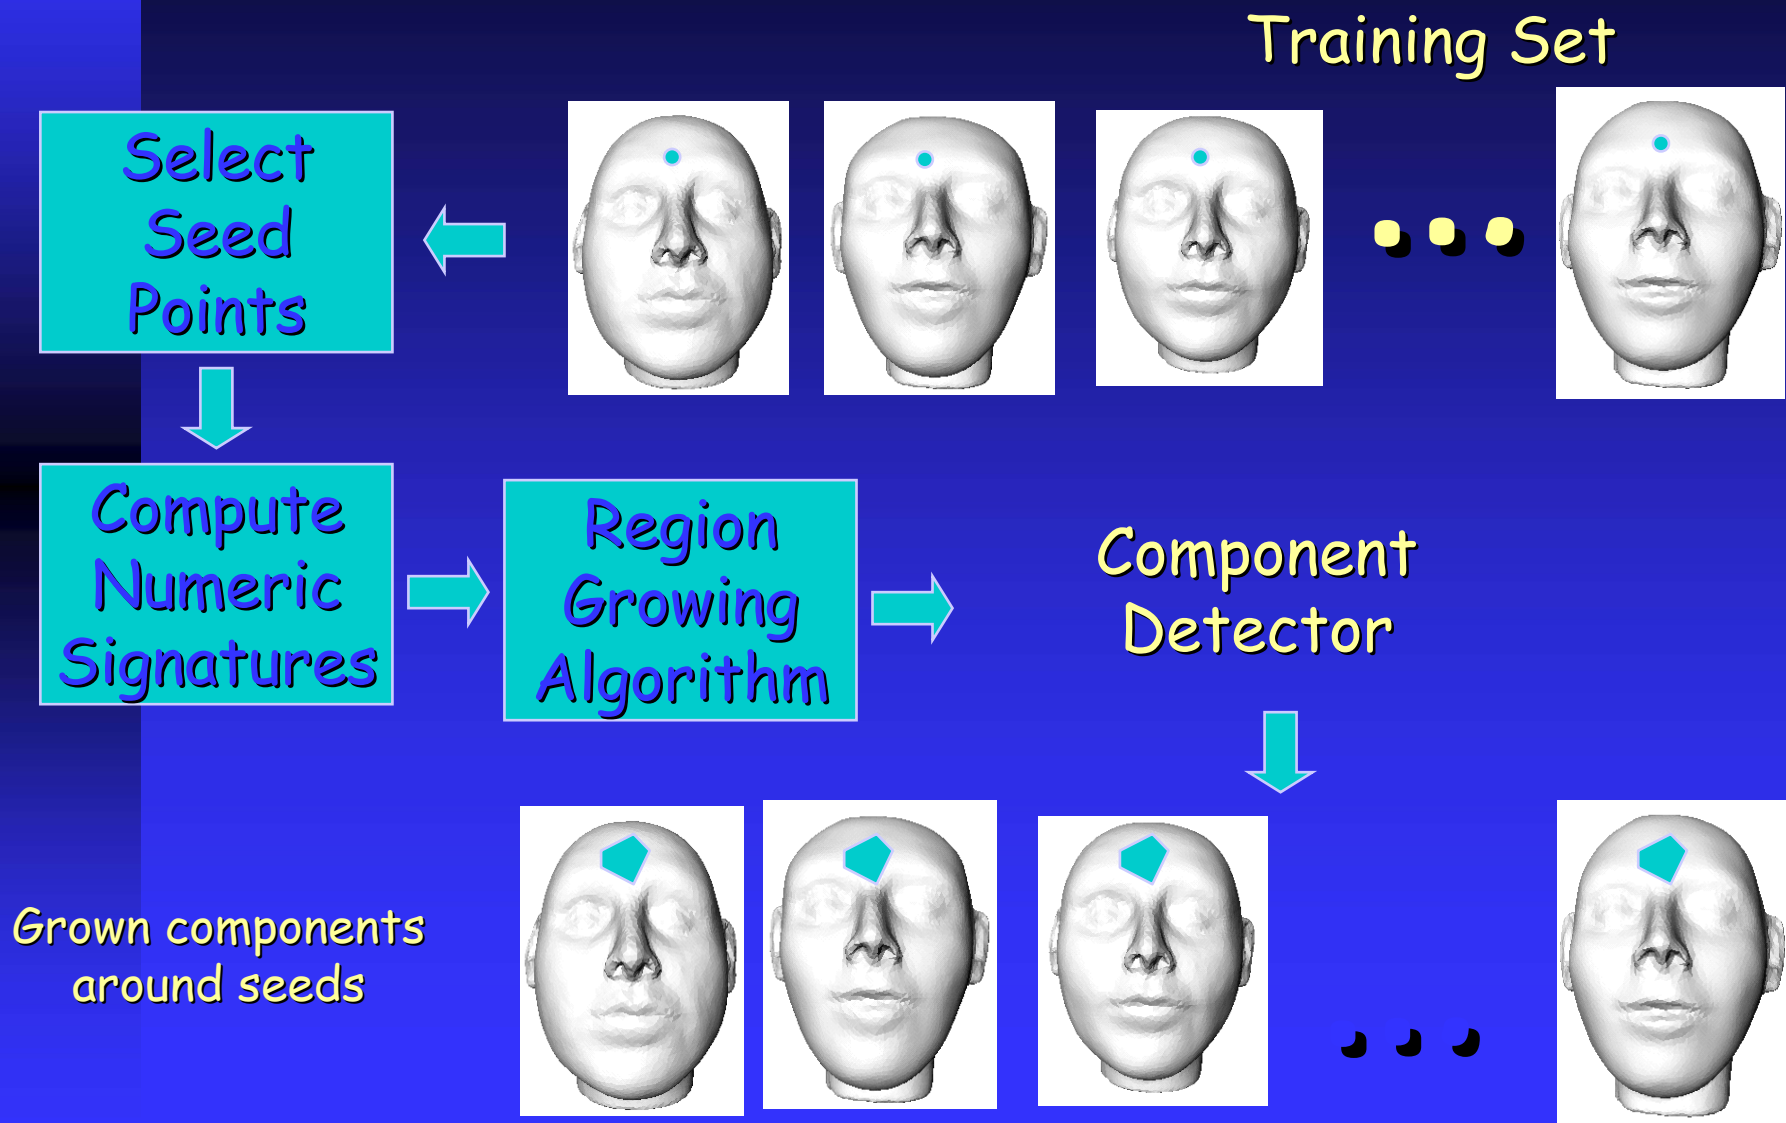 Training Set
Select
Seed
Points
Compute
Numeric
Signatures
Region
Growing
Algorithm
Component
Detector
Grown components
around seeds